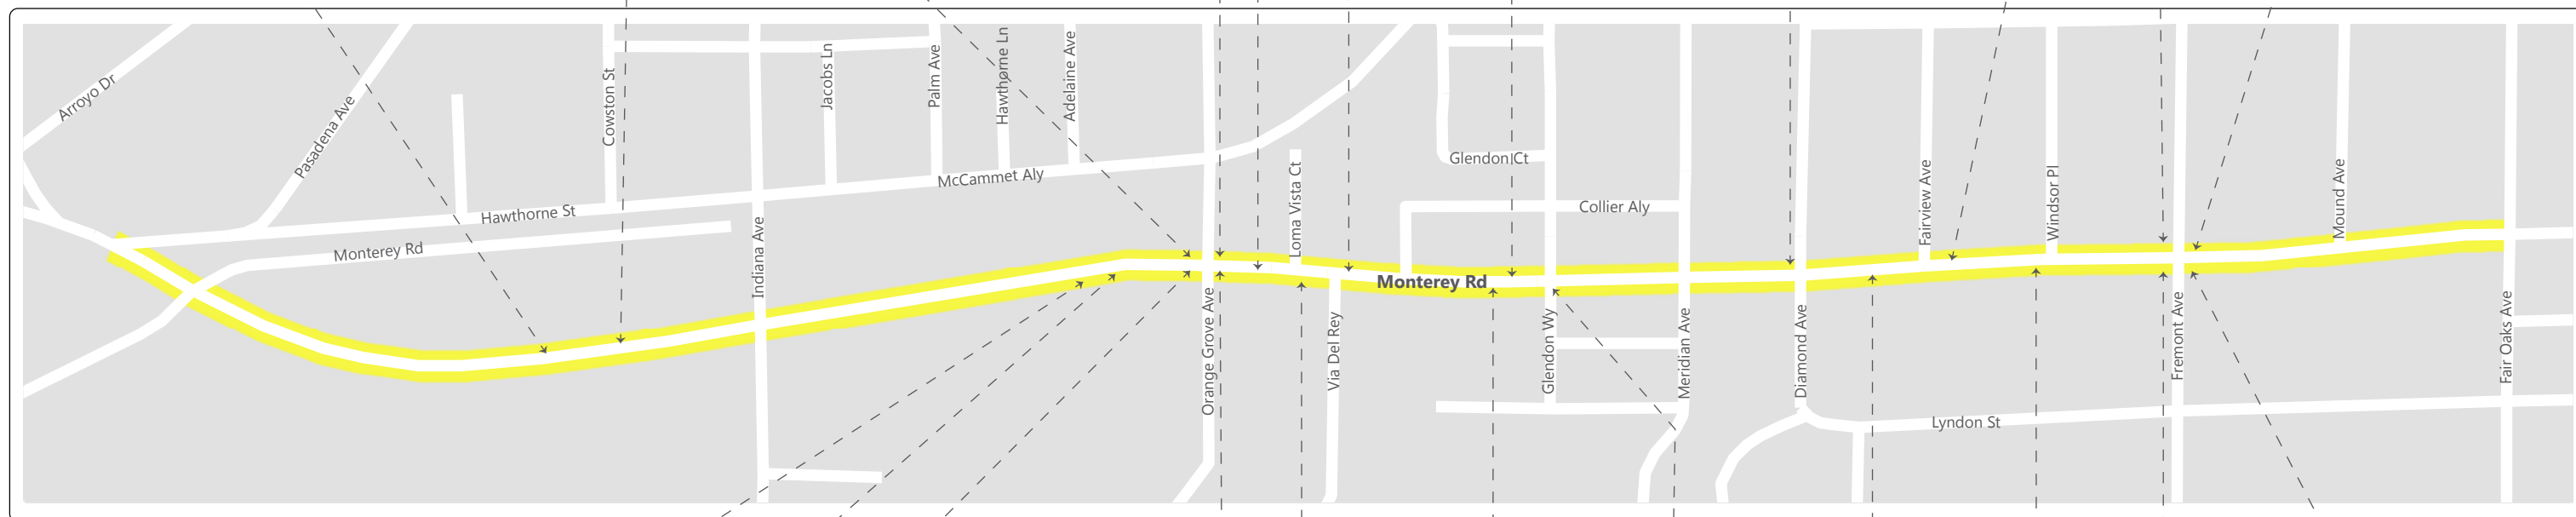 Arroyo Dr
Pasadena Ave
Hawthorne St
Monterey Rd
Cowston St
Indiana Ave
Jacobs Ln
Palm Ave
Hawthorne Ln
Adelaine Ave
McCammet Aly
Orange Grove Ave
Loma Vista Ct
Via Del Rey
Monterey Rd
Glendon Ct
Glendon Wy
Collier Aly
Meridian Ave
Diamond Ave
Fairview Ave
Lyndon St
Windsor Pl
Fremont Ave
Mound Ave
Fair Oaks Ave